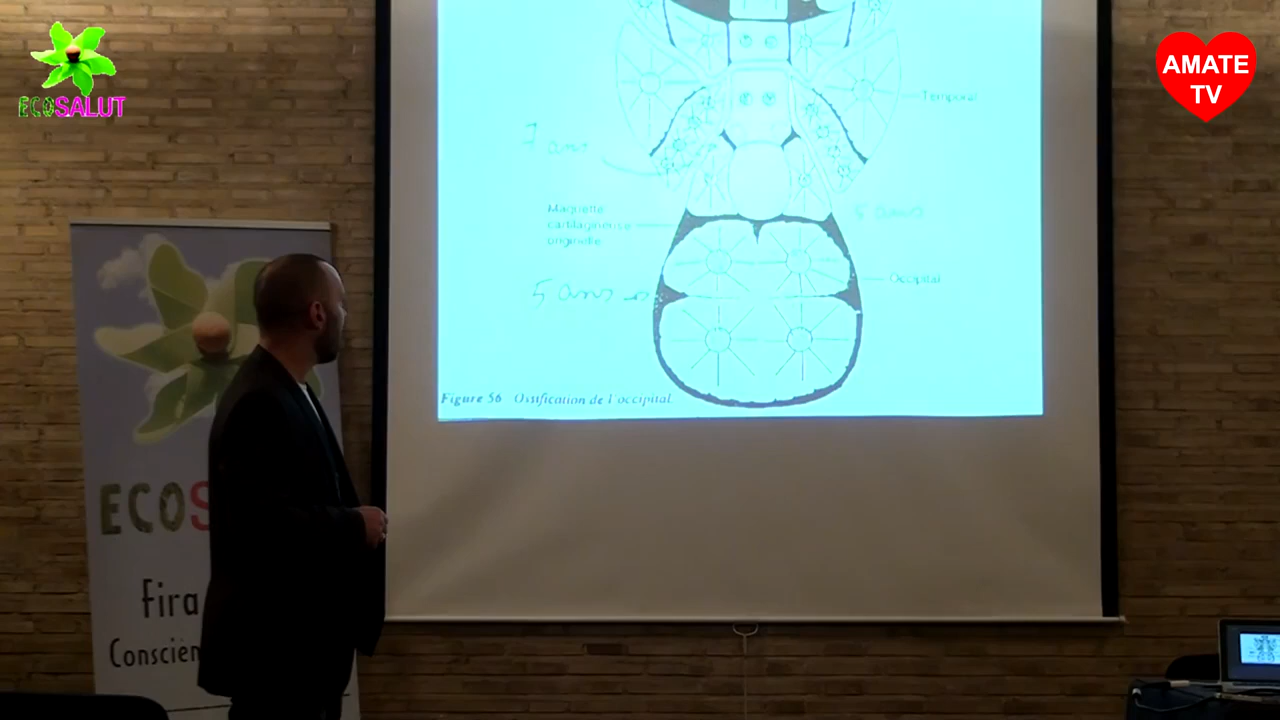 ECOSALUT
AMATE
TV
Temporal
7 ans
Maquette
cartilagineuse
originelle
5 ans
Occipital
5 ans
Figure 56 Ossification de l'occipital.
ECOS
fira
Conscièn